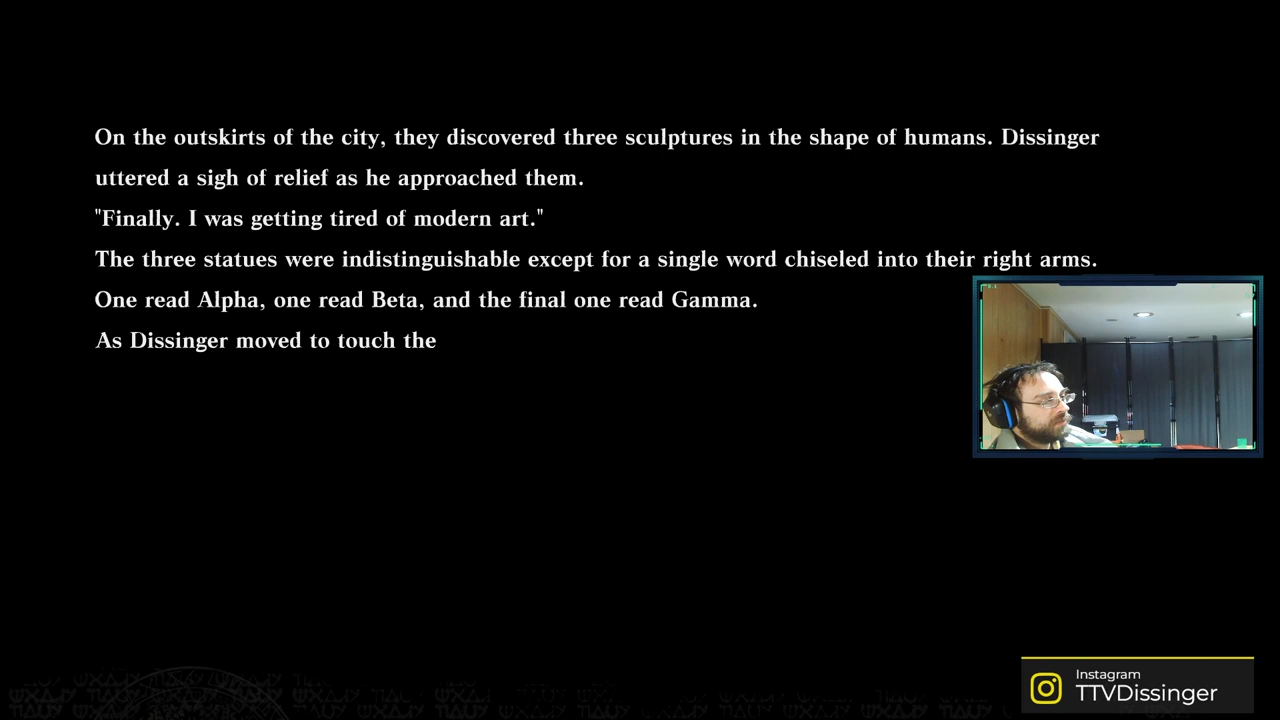 On the outskirts of the city, they discovered three sculptures in the shape of humans. Dissinger
uttered a sigh of relief as he approached them.
"Finally. I was getting tired of modern art."
The three statues were indistinguishable except for a single word chiseled into their right arms.
One read Alpha, one read Beta, and the final one read Gamma.
As Dissinger moved to touch the
Instagram
TTVDissinger